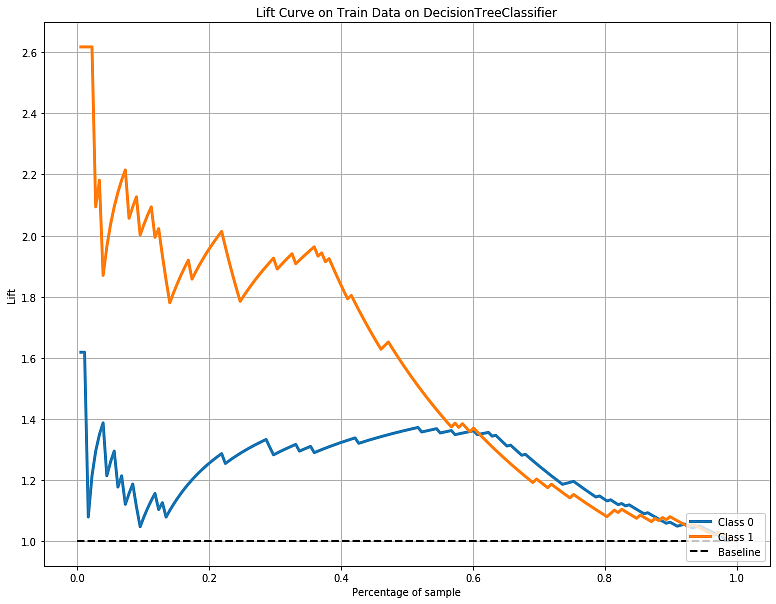 Lift Curve on Train Data on DecisionTreeClassifier
2.6
2.4
2.2
2.0
1.8
1.6
1.4
1.2
1.0
Lift
0.0 0.2 0.4 0.6 0.8 1.0
Percentage of sample
Class 0
Class 1
Baseline